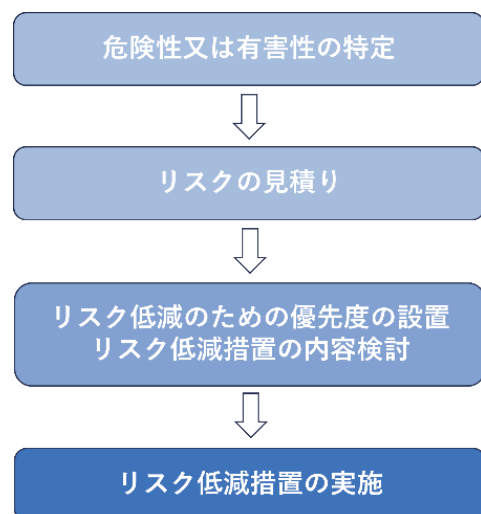 危険性又は有害性の特定
リスクの見積り
リスク低減のための優先度の設置
リスク低減措置の内容検討
リスク低減措置の実施